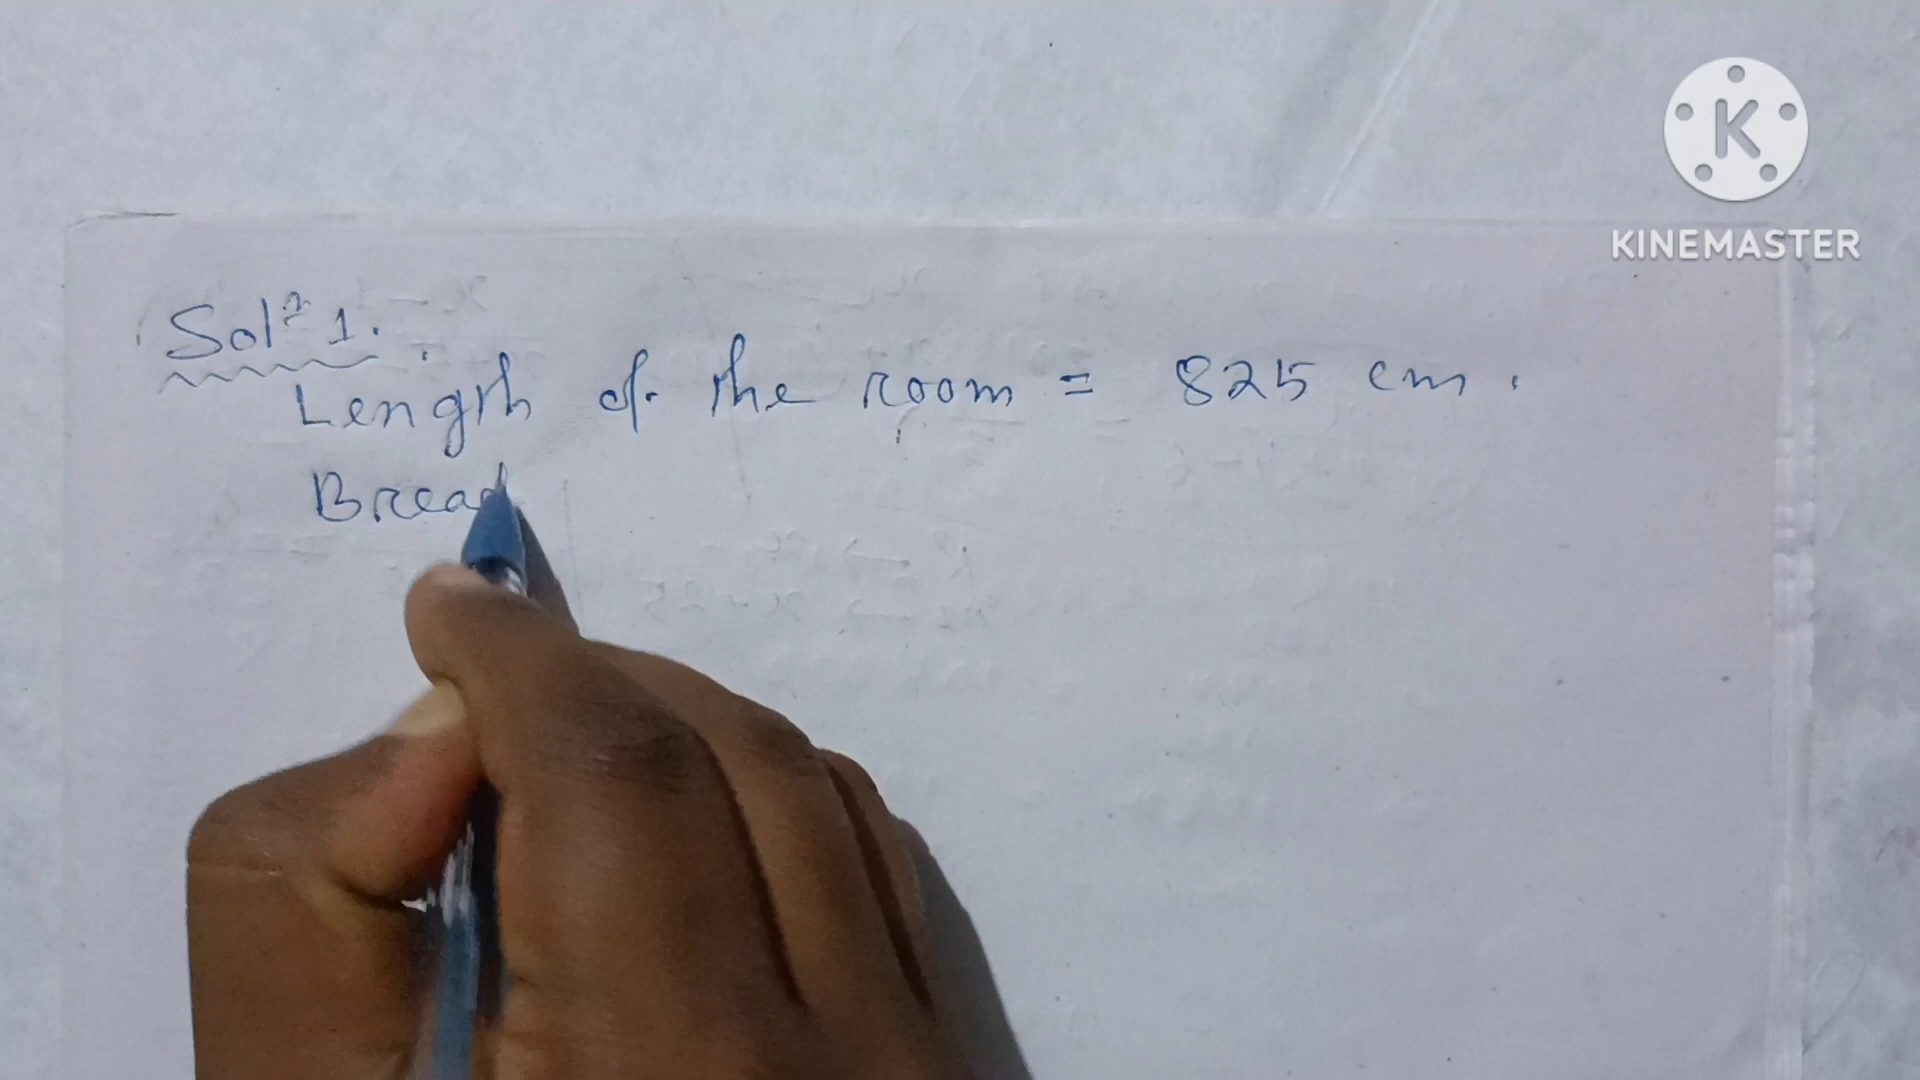 Solⁿ 1.
Length of the room = 825 cm.
Bread
KINEMASTER